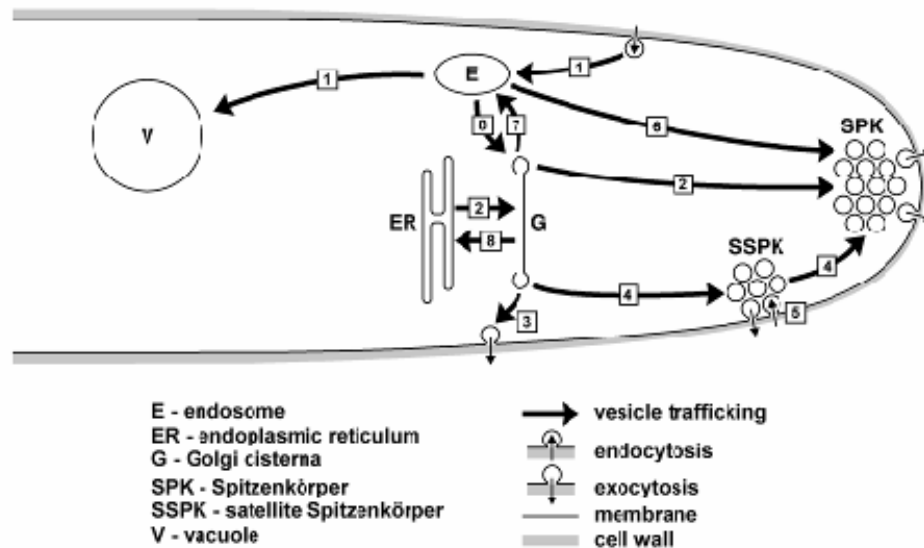 1
E
1
V
0
7
6
SPK
2
ER
2
G
8
SSPK
4
4
3
5
E - endosome
ER - endoplasmic reticulum
G - Golgi cisterna
SPK - Spitzenkörper
SSPK - satellite Spitzenkörper
V - vacuole
vesicle trafficking
endocytosis
exocytosis
membrane
cell wall